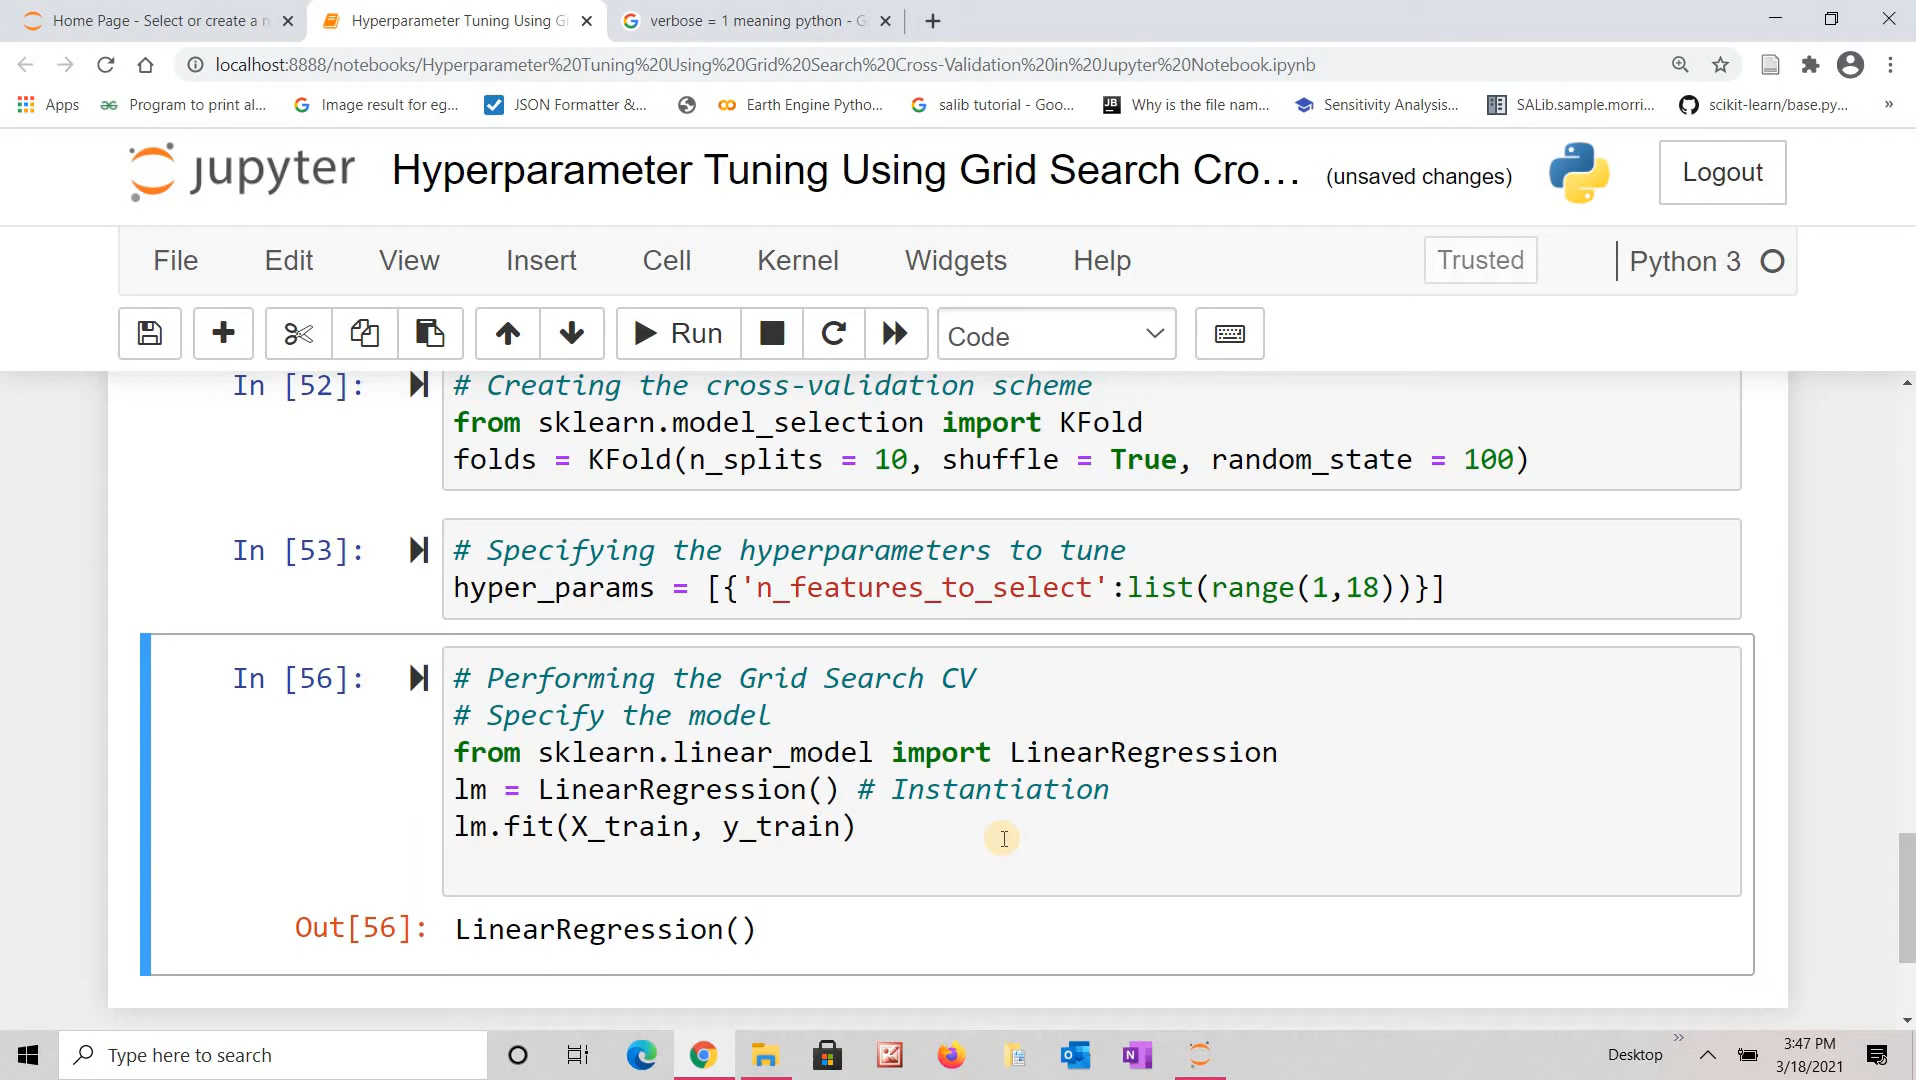 Home Page - Select or create a n
Hyperparameter Tuning Using G
verbose = 1 meaning python - G
localhost:8888/notebooks/Hyperparameter%20Tuning%20Using%20Grid%20Search%20Cross-Validation%20in%20Jupyter%20Notebook.ipynb
Apps
Program to print al...
Image result for eg...
JSON Formatter &...
Earth Engine Pytho...
salib tutorial - Goo...
JB
Why is the file nam...
Sensitivity Analysis...
SALib.sample.morri...
scikit-learn/base.py...
»
jupyter
Hyperparameter Tuning Using Grid Search Cro...
(unsaved changes)
Logout
File
Edit
View
Insert
Cell
Kernel
Widgets
Help
Trusted
Python 3
Run
Code
In [52]:
# Creating the cross-validation scheme
from sklearn.model_selection import KFold
folds = KFold(n_splits = 10, shuffle = True, random_state = 100)
In [53]:
# Specifying the hyperparameters to tune
hyper_params = [{'n_features_to_select':list(range(1,18))}]
In [56]:
# Performing the Grid Search CV
# Specify the model
from sklearn.linear_model import LinearRegression
lm = LinearRegression() # Instantiation
lm.fit(X_train, y_train)
Out[56]:
LinearRegression()
Type here to search
Desktop
»
3:47 PM
3/18/2021